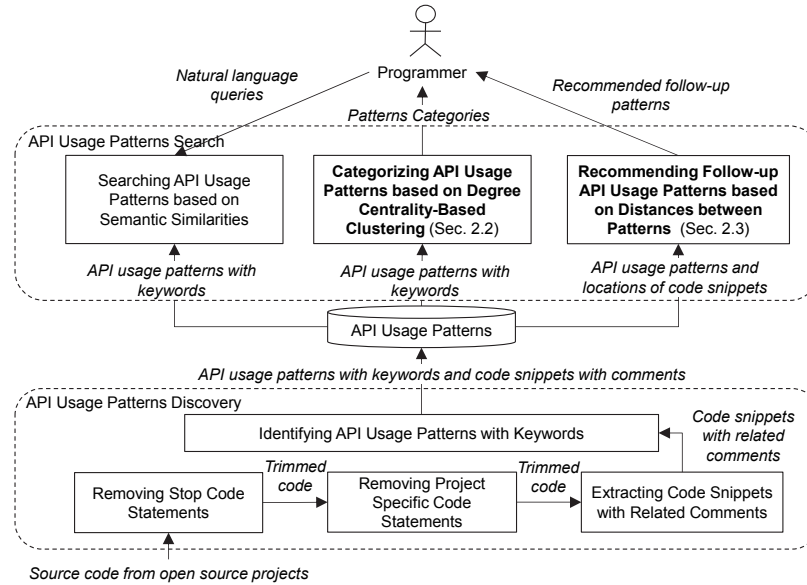 Programmer
Natural language
queries
Patterns Categories
Recommended follow-up
patterns
API Usage Patterns Search
Searching API Usage
Patterns based on
Semantic Similarities
Categorizing API Usage
Patterns based on Degree
Centrality-Based
Clustering (Sec. 2.2)
Recommending Follow-up
API Usage Patterns based
on Distances between
Patterns (Sec. 2.3)
API usage patterns with
keywords
API usage patterns with
keywords
API usage patterns and
locations of code snippets
API Usage Patterns
API usage patterns with keywords and code snippets with comments
API Usage Patterns Discovery
Identifying API Usage Patterns with Keywords
Code snippets
with related
comments
Removing Stop Code
Statements
Trimmed
code
Removing Project
Specific Code
Statements
Trimmed
code
Extracting Code Snippets
with Related Comments
Source code from open source projects